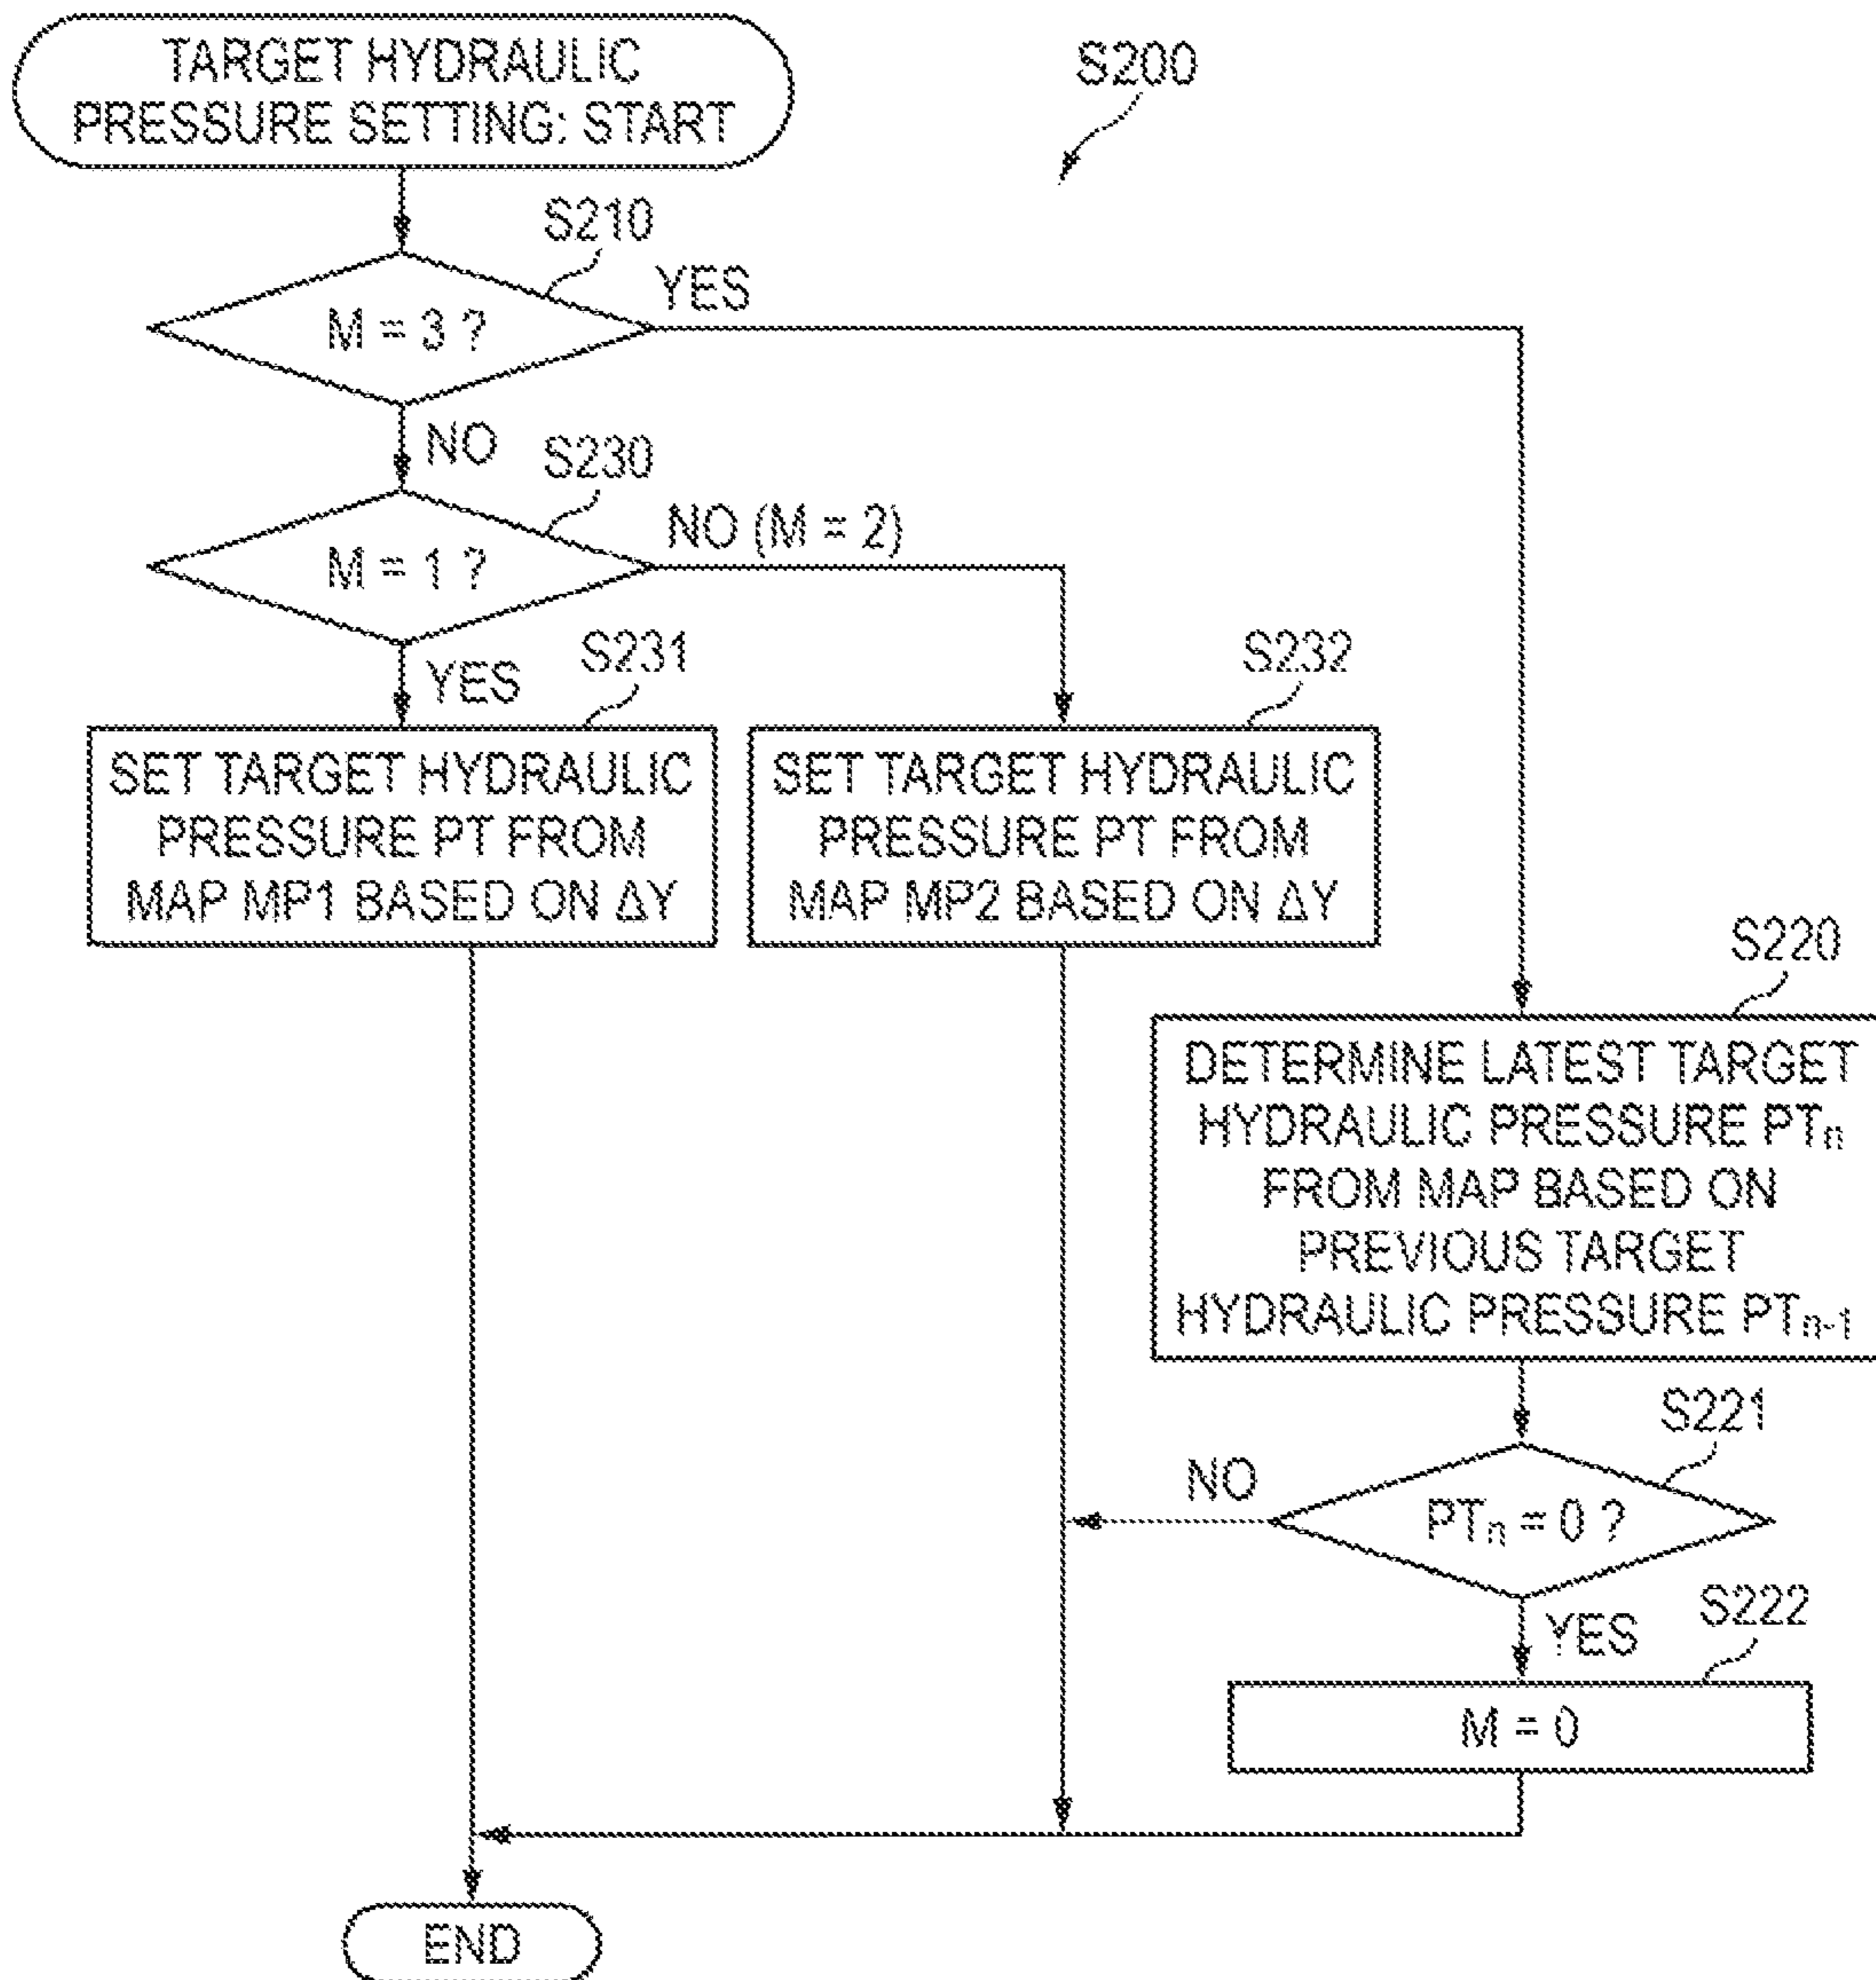 TARGET HYDRAULIC
PRESSURE SETTING: START
S200
S210
M = 3 ?
YES
NO
S230
M = 1 ?
NO (M = 2)
YES
S231
SET TARGET HYDRAULIC
PRESSURE PT FROM
MAP MP1 BASED ON ΔY
S232
SET TARGET HYDRAULIC
PRESSURE PT FROM
MAP MP2 BASED ON ΔY
S220
DETERMINE LATEST TARGET
HYDRAULIC PRESSURE PTn
FROM MAP BASED ON
PREVIOUS TARGET
HYDRAULIC PRESSURE PTn-1
S221
PTn = 0 ?
NO
YES
S222
M = 0
END